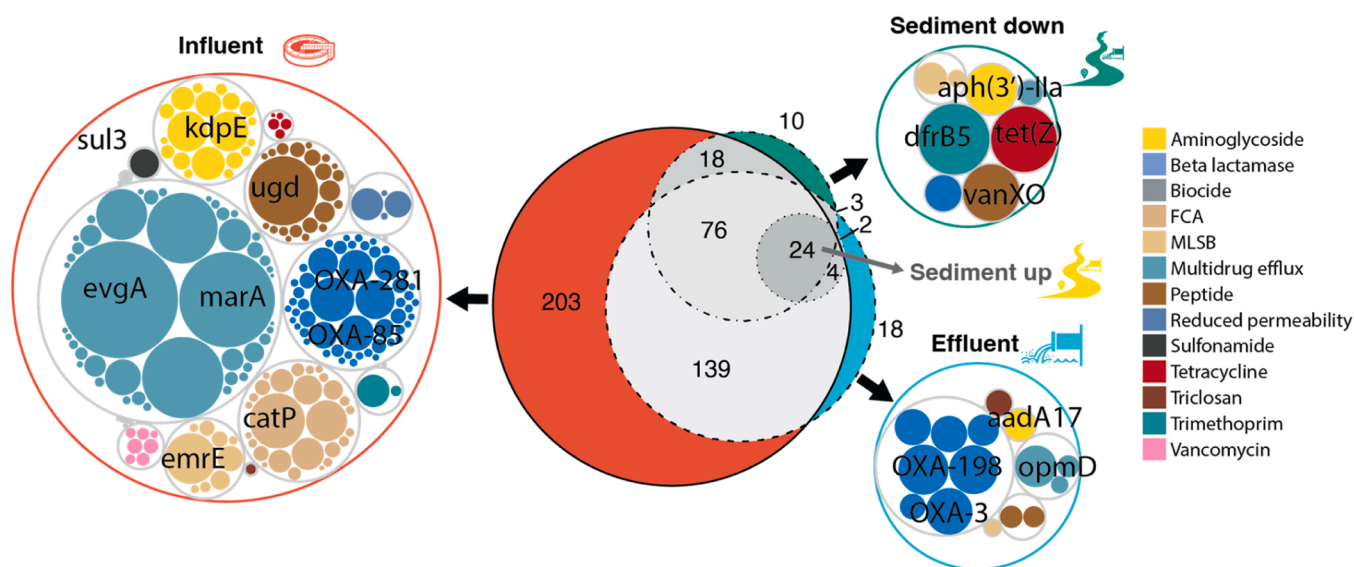 Influent
sul3
kdpE
ugd
evgA
marA
OXA-281
OXA-85
catP
emrE
203
18
10
76
3
2
24
4
139
18
Sediment down
aph(3')-IIa
dfrB5
tet(Z)
vanXO
Sediment up
Effluent
aadA17
OXA-198
opmD
OXA-3
Aminoglycoside
Beta lactamase
Biocide
FCA
MLSB
Multidrug efflux
Peptide
Reduced permeability
Sulfonamide
Tetracycline
Triclosan
Trimethoprim
Vancomycin